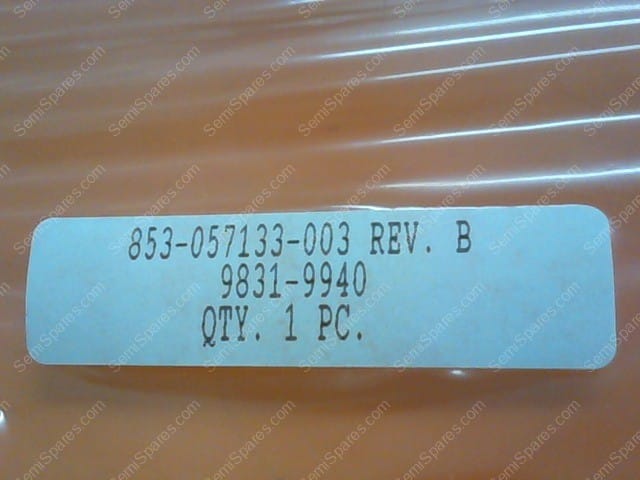 853-057133-003 REV. B
9831-9940
QTY. 1 PC.
SemiSpares.com